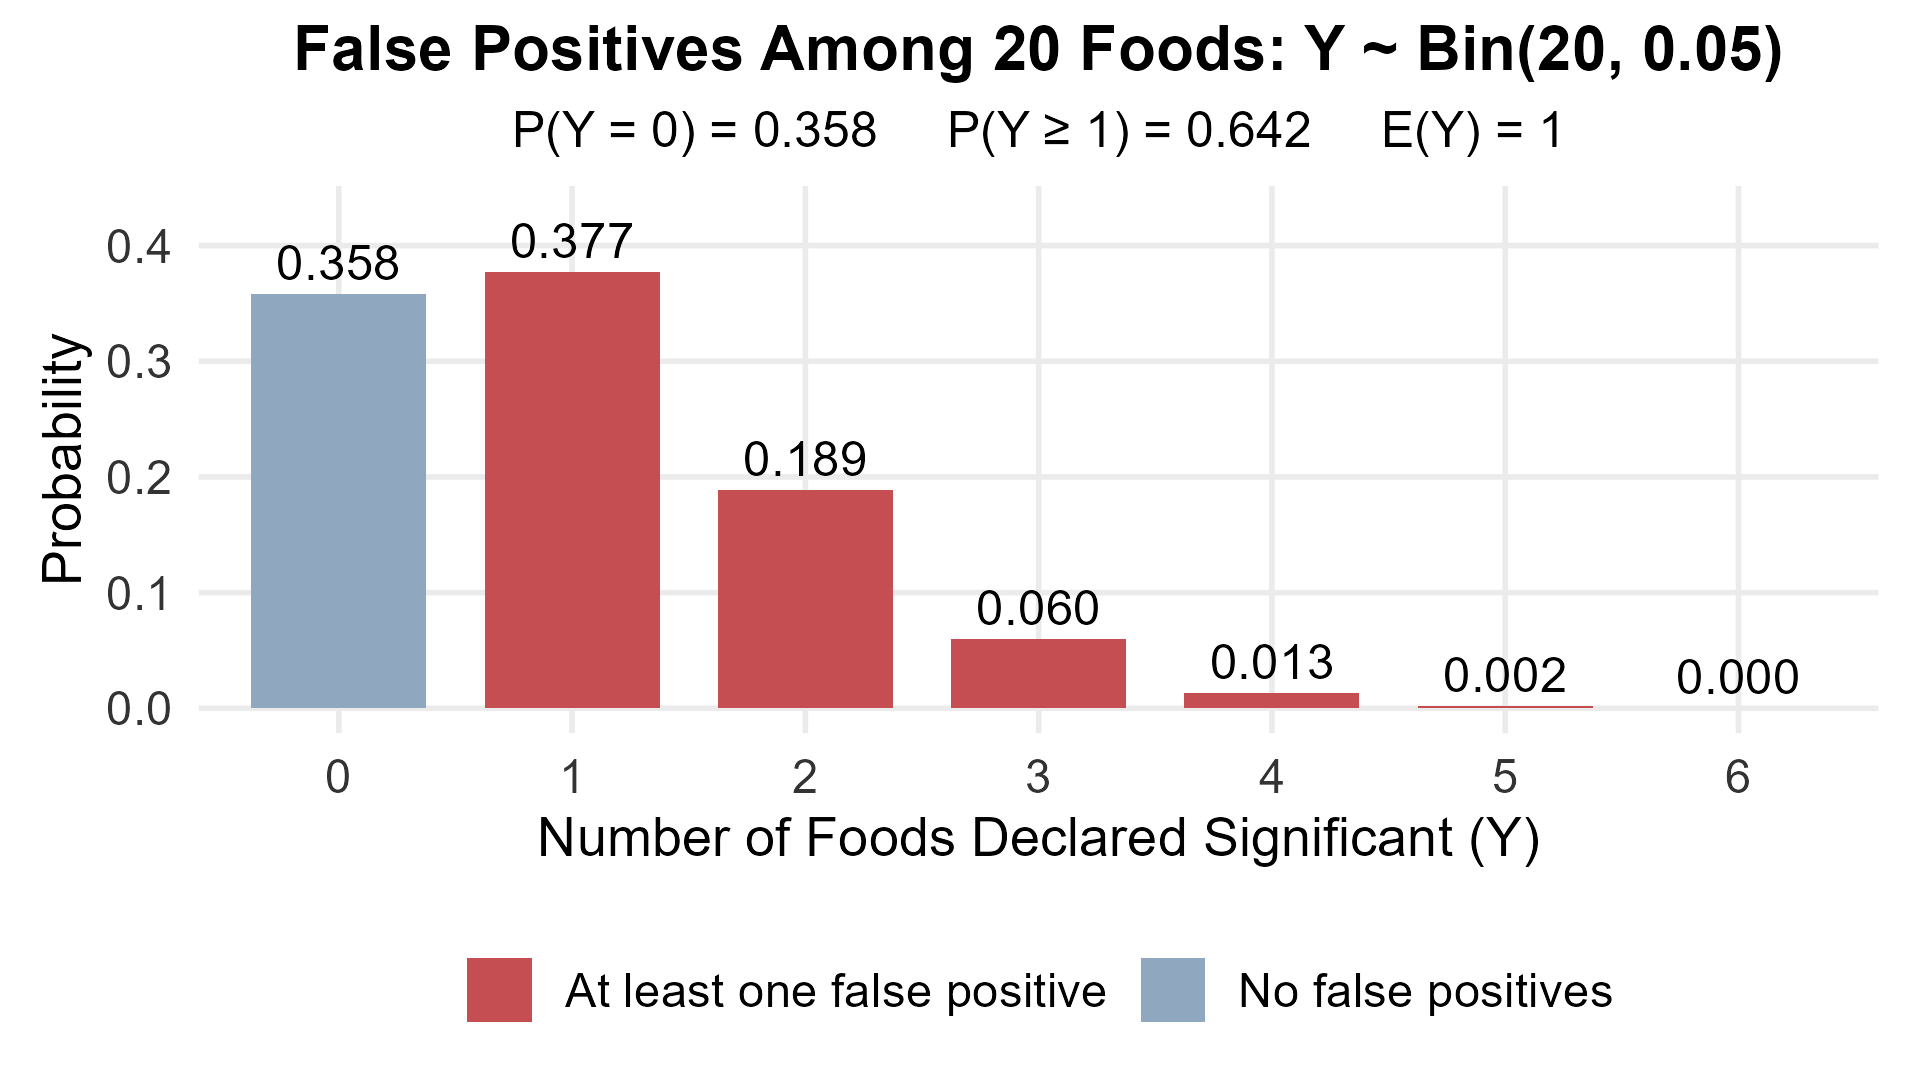 False Positives Among 20 Foods: Y ~ Bin(20, 0.05)
P(Y = 0) = 0.358 P(Y ≥ 1) = 0.642 E(Y) = 1
Probability
0.4
0.3
0.2
0.1
0.0
0.358
0.377
0.189
0.060
0.013
0.002
0.000
0 1 2 3 4 5 6
Number of Foods Declared Significant (Y)
At least one false positive No false positives